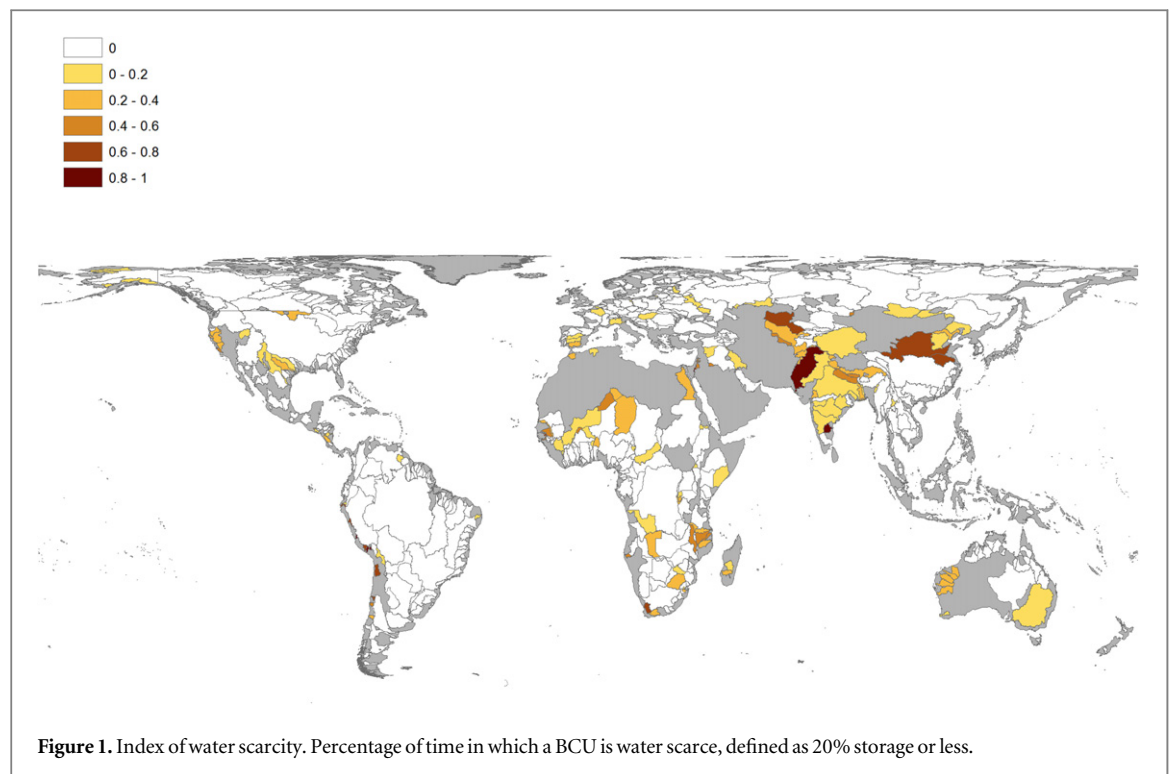 0
0 - 0.2
0.2 - 0.4
0.4 - 0.6
0.6 - 0.8
0.8 - 1
Figure 1. Index of water scarcity. Percentage of time in which a BCU is water scarce, defined as 20% storage or less.